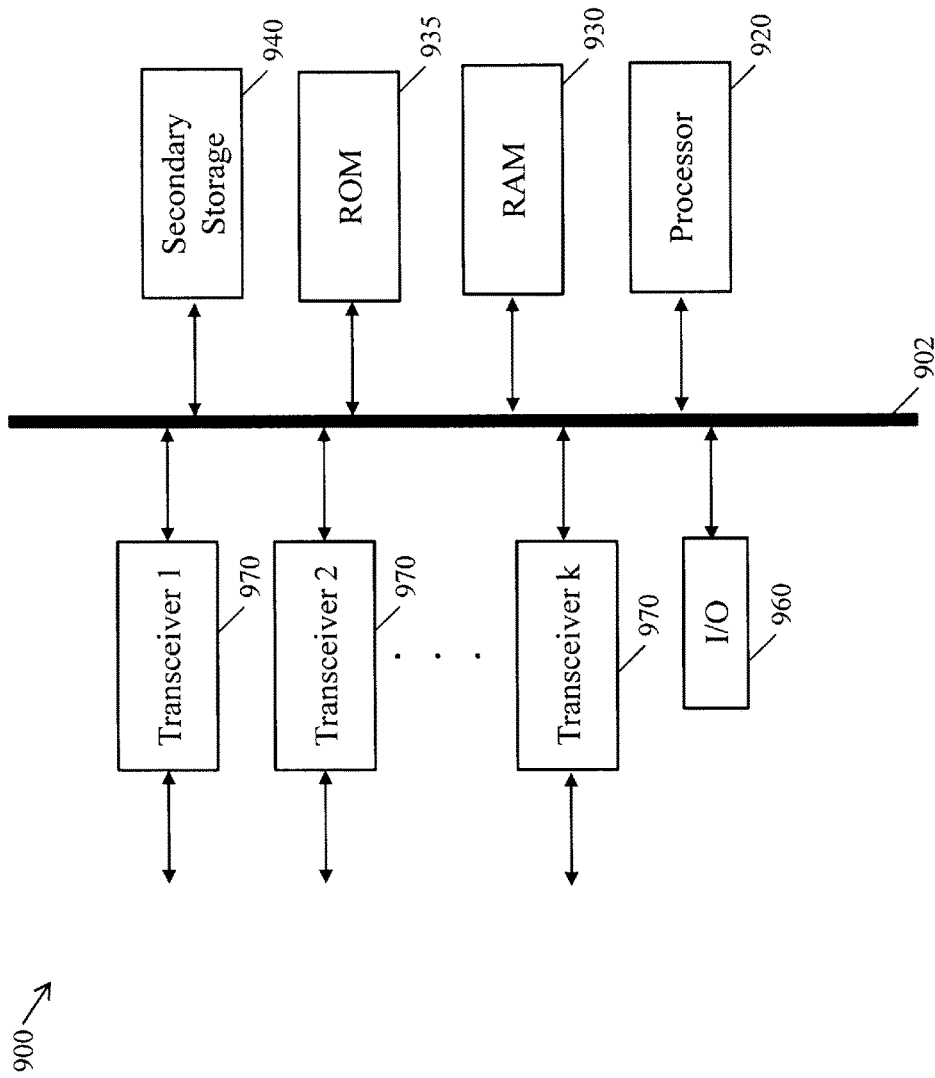 900
Transceiver 1
970
Transceiver 2
970
. . .
Transceiver k
970
I/O
960
902
Secondary
Storage
940
ROM
935
RAM
930
Processor
920